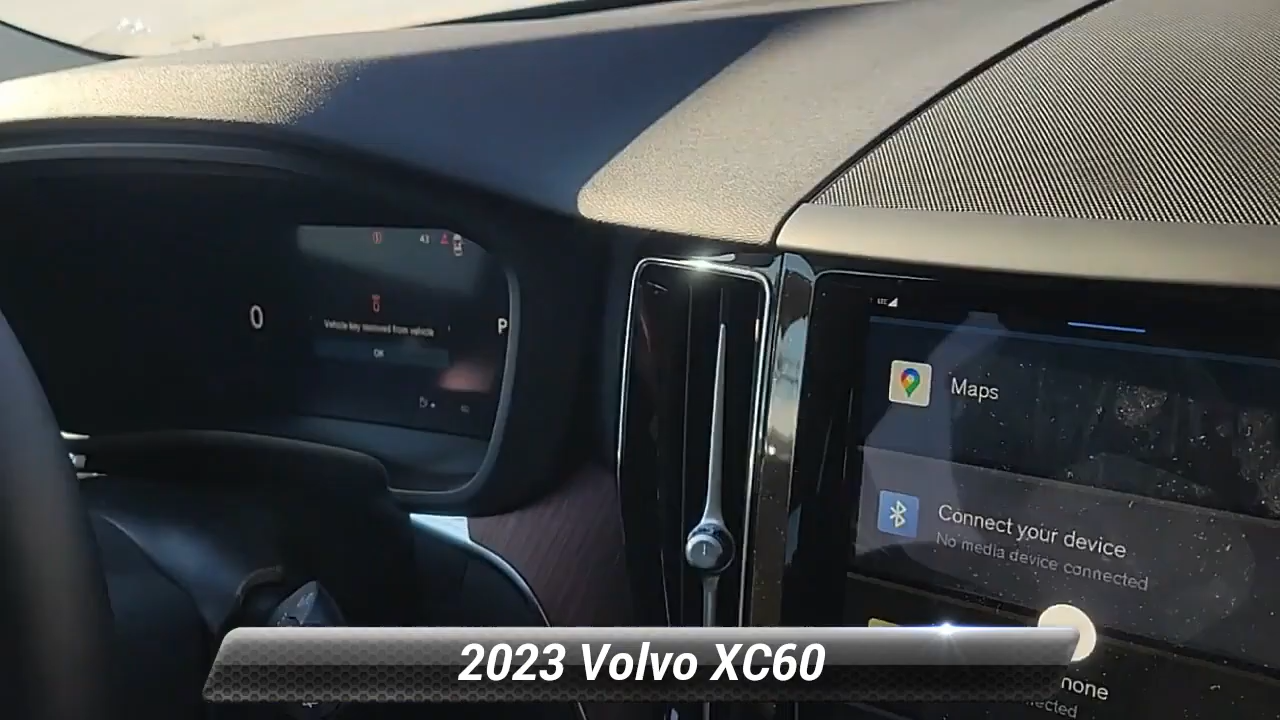 43
0
Vehicle key removed from vehicle
P
OK
LTE
Maps
Connect your device
No media device connected
2023 Volvo XC60